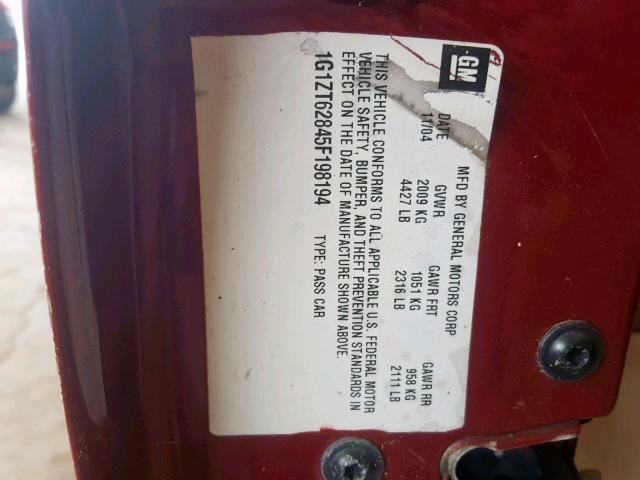 GM
MFD BY GENERAL MOTORS CORP
DATE GVWR GAWR FRT GAWR RR
11/04 2009 KG 1051 KG 958 KG
4427 LB 2316 LB 2111 LB
THIS VEHICLE CONFORMS TO ALL APPLICABLE U.S. FEDERAL MOTOR
VEHICLE SAFETY, BUMPER, AND THEFT PREVENTION STANDARDS IN
EFFECT ON THE DATE OF MANUFACTURE SHOWN ABOVE.
1G1ZT62845F198194 TYPE: PASS CAR